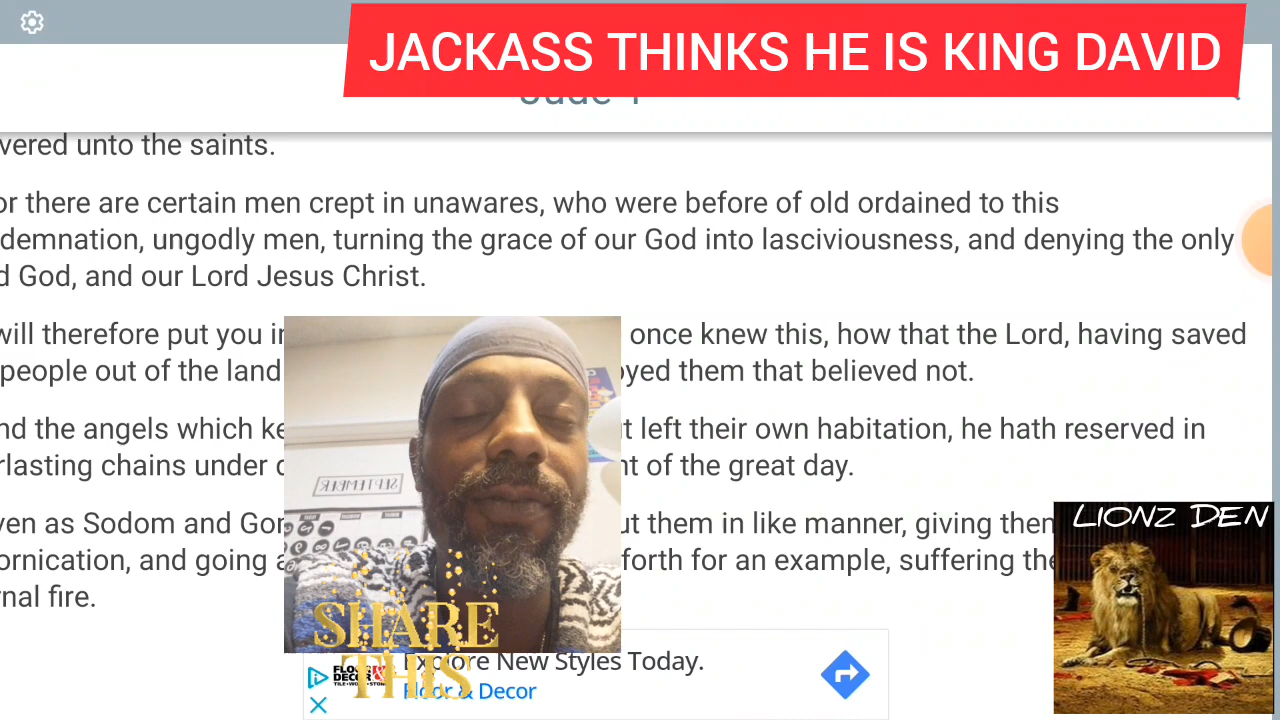 JACKASS THINKS HE IS KING DAVID
vered unto the saints.
or there are certain men crept in unawares, who were before of old ordained to this
demnation, ungodly men, turning the grace of our God into lasciviousness, and denying the only
d God, and our Lord Jesus Christ.
will therefore put you in once knew this, how that the Lord, having saved
people out of the land oyed them that believed not.
nd the angels which ke t left their own habitation, he hath reserved in
rlasting chains under nt of the great day.
ven as Sodom and Gor ut them in like manner, giving then
ornication, and going forth for an example, suffering the
nal fire.
SEPTEMBER
LIONZ DEN
SHARE
THIS
Explore New Styles Today.
FLOOR
DECOR
Floor & Decor